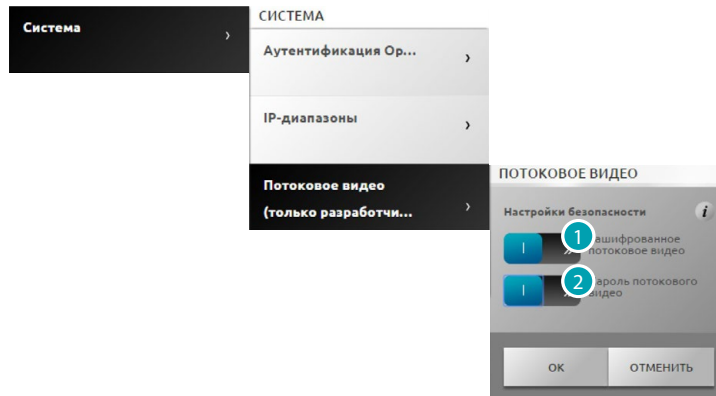 Система
СИСТЕМА
Аутентификация Ор...
IP-диапазоны
Потоковое видео
(только разработчи...
ПОТОКОВОЕ ВИДЕО
Настройки безопасности i
I » 1 ашифрованное
потоковое видео
I » 2 ароль потокового
видео
ОК ОТМЕНИТЬ